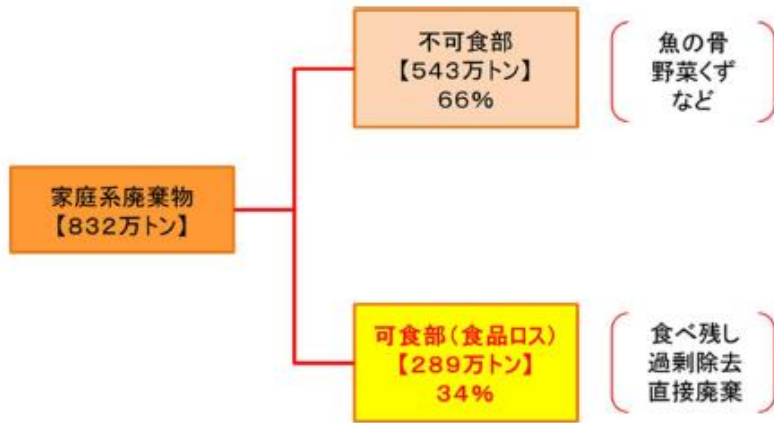 不可食部
【543万トン】
66%
魚の骨
野菜くず
など
家庭系廃棄物
【832万トン】
可食部(食品ロス)
【289万トン】
34%
食べ残し
過剰除去
直接廃棄